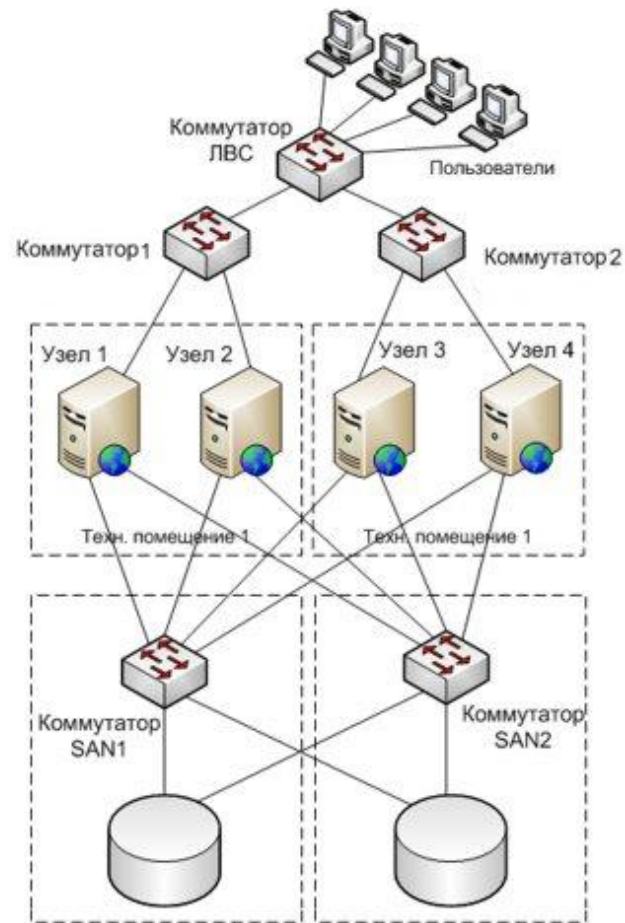 Коммутатор
ЛВС
Пользователи
Коммутатор1
Коммутатор2
Узел 1
Узел 2
Узел 3
Узел 4
Техн. помещение 1
Техн. помещение 1
Коммутатор
SAN1
Коммутатор
SAN2